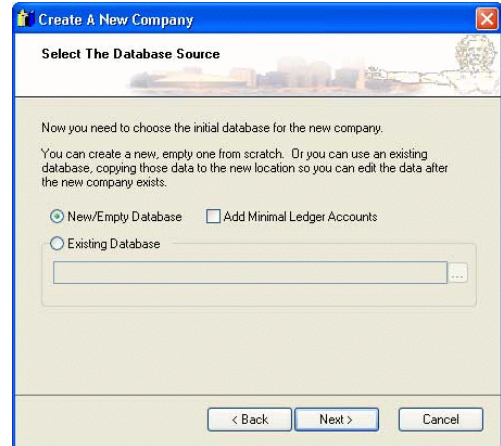 Create A New Company
Select The Database Source
Now you need to choose the initial database for the new company.
You can create a new, empty one from scratch. Or you can use an existing
database, copying those data to the new location so you can edit the data after
the new company exists.
New/Empty Database Add Minimal Ledger Accounts
Existing Database
...
< Back Next > Cancel